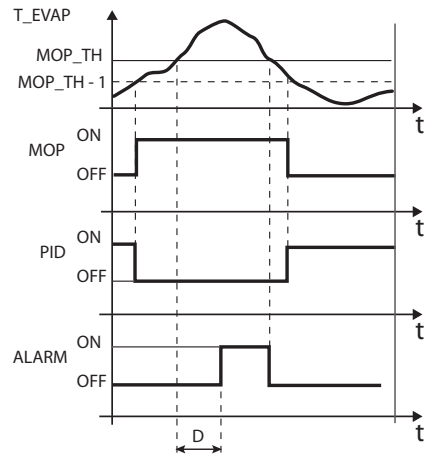 T_EVAP
MOP_TH
MOP_TH - 1
t
MOP
ON
OFF
t
PID
ON
OFF
t
ALARM
ON
OFF
t
D